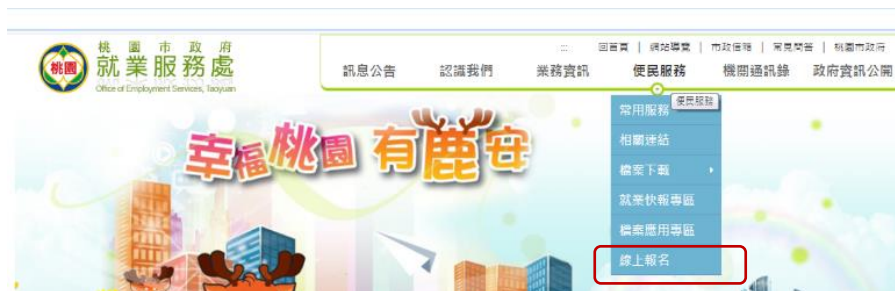 桃園市政府
就業服務處
Office of Employment Services, Taoyuan
:::
回首頁 | 網站導覽 | 市政信箱 | 常見問答 | 桃園市政府
訊息公告 認識我們 業務資訊 便民服務 機關通訊錄 政府資訊公開
便民服務
常用服務
相關連結
檔案下載
就業快報專區
檔案應用專區
線上報名
桃園
幸福桃園 有鹿安